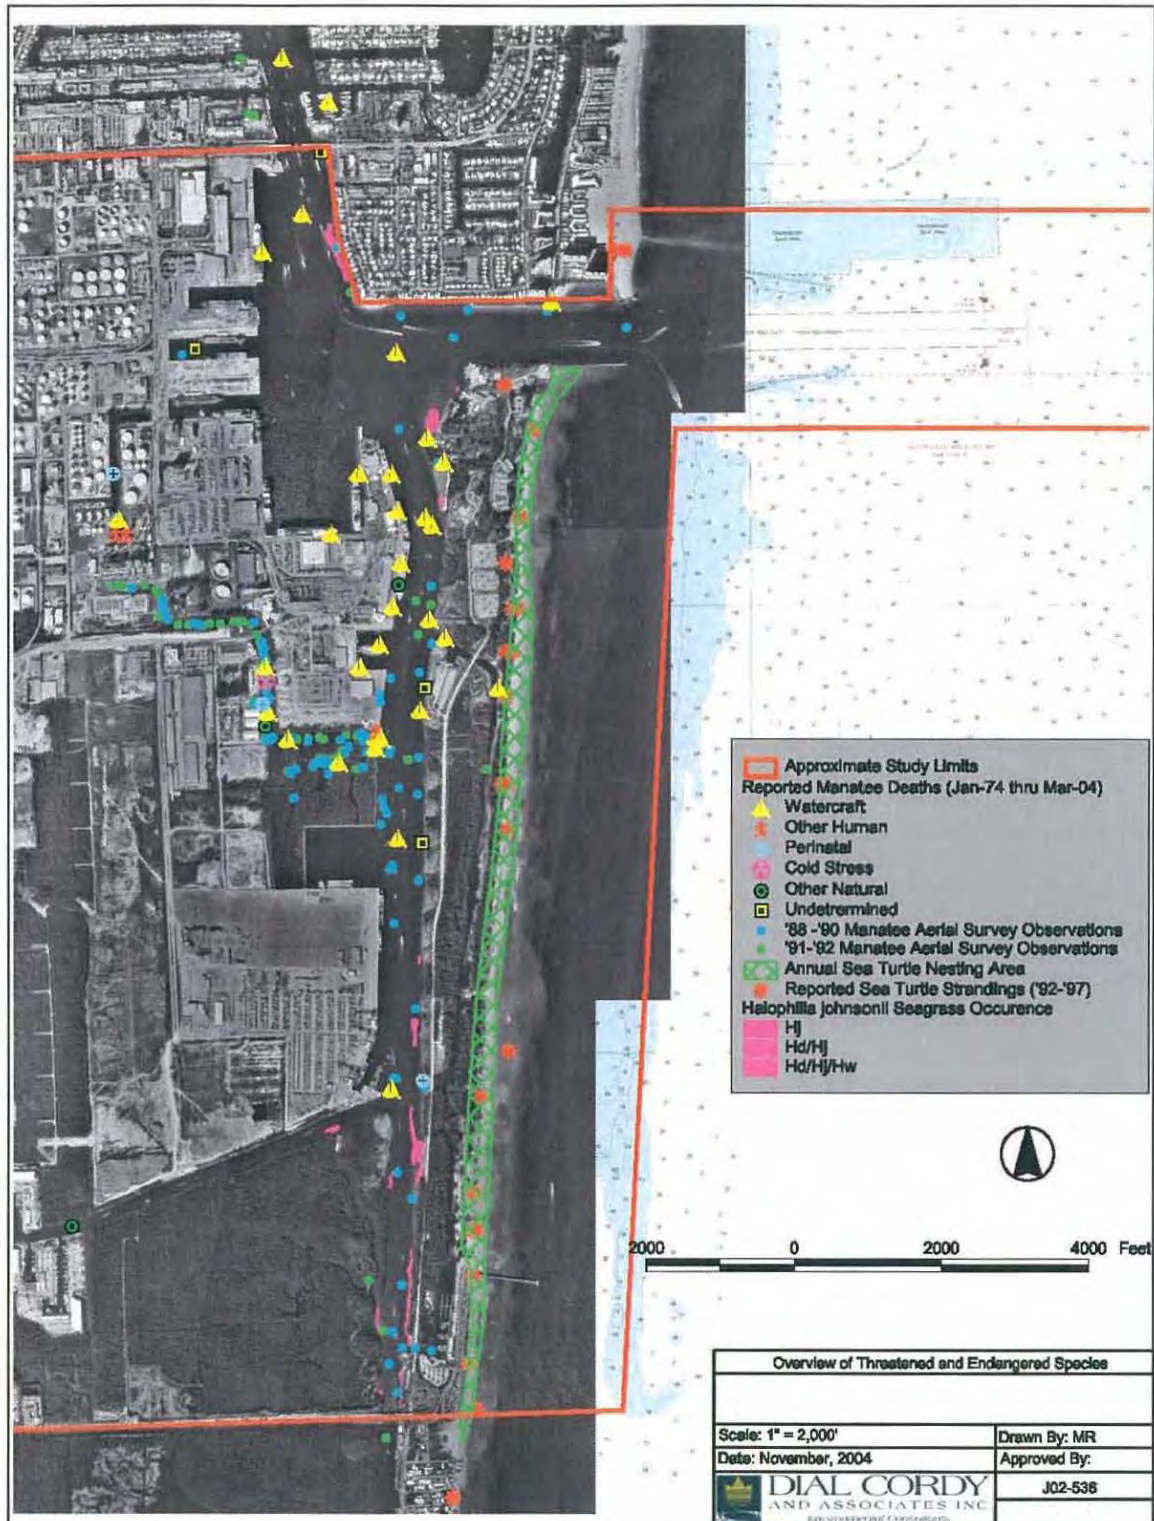 Approximate Study Limits
Reported Manatee Deaths (Jan-74 thru Mar-04)
Watercraft
Other Human
Perinatal
Cold Stress
Other Natural
Undetrermined
'88 -'90 Manatee Aerial Survey Observations
'91-'92 Manatee Aerial Survey Observations
Annual Sea Turtle Nesting Area
Reported Sea Turtle Strandings ('92-'97)
Halophilia johnsonii Seagrass Occurence
Hj
Hd/Hj
Hd/Hj/Hw
2000 0 2000 4000 Feet
Overview of Threatened and Endangered Species
Scale: 1" = 2,000'
Drawn By: MR
Date: November, 2004
Approved By:
DIAL CORDY
AND ASSOCIATES INC
Environmental Consultants
J02-536